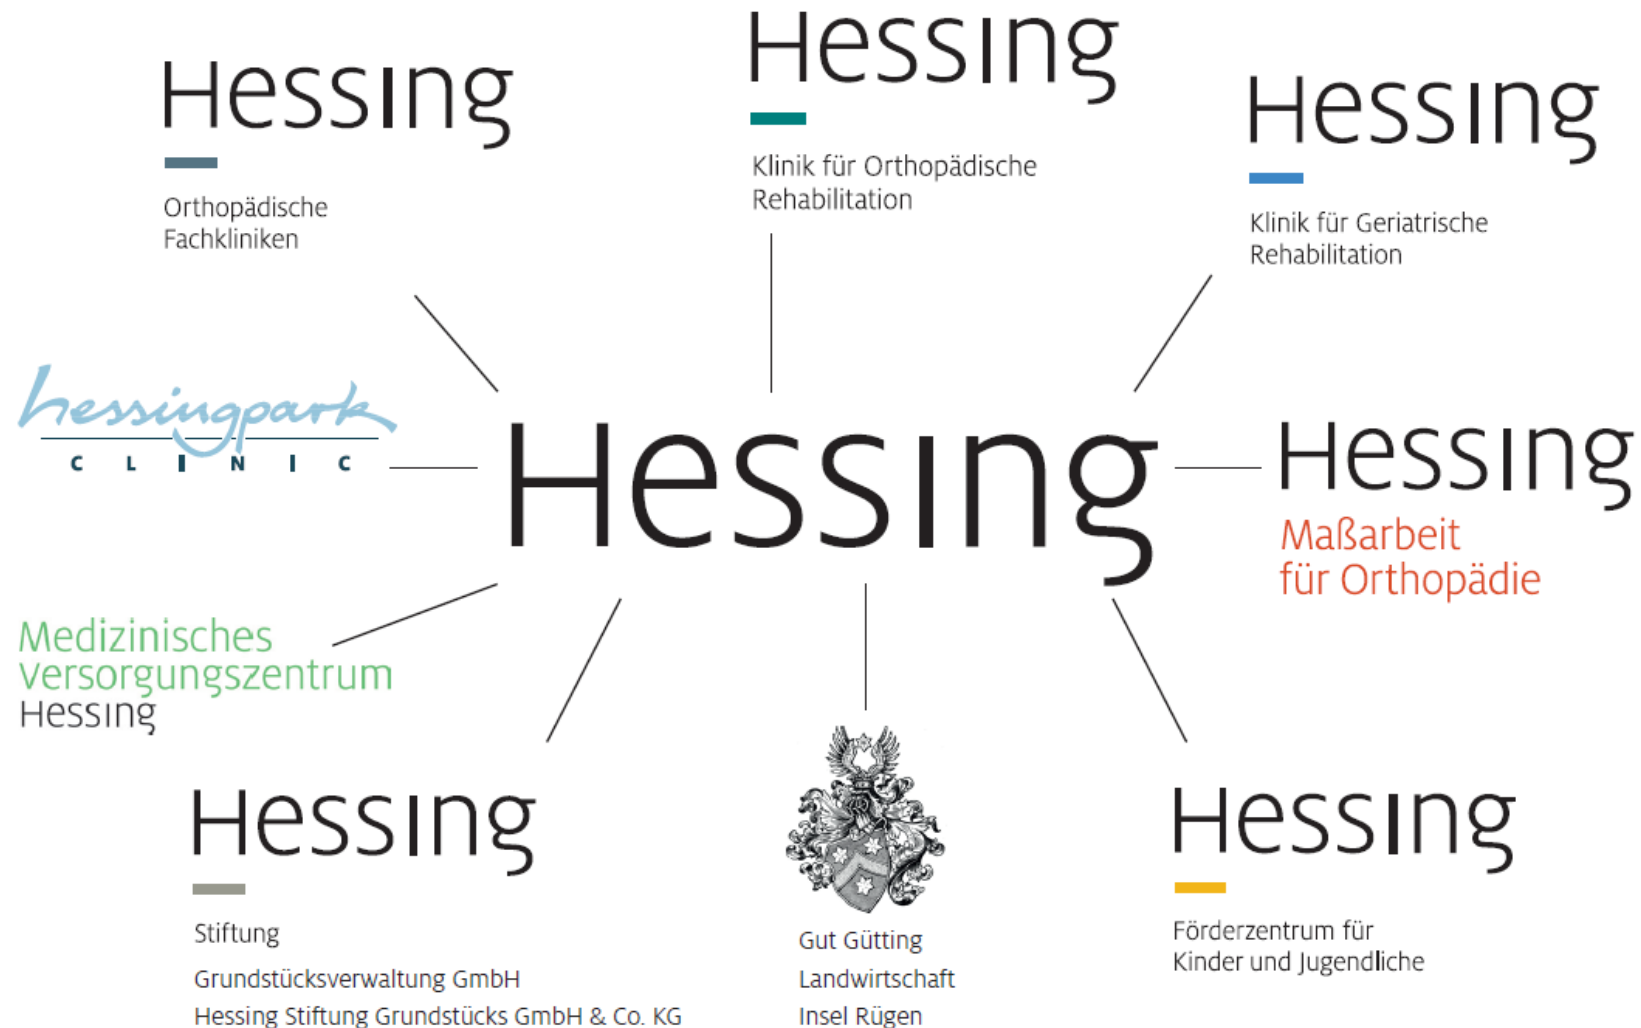 Hessing
Orthopädische
Fachkliniken
Hessing
Klinik für Orthopädische
Rehabilitation
Hessing
Klinik für Geriatrische
Rehabilitation
hessingpark
CLINIC
Hessing
Hessing
Maßarbeit
für Orthopädie
Medizinisches
Versorgungszentrum
Hessing
Hessing
Stiftung
Grundstücksverwaltung GmbH
Hessing Stiftung Grundstücks GmbH & Co. KG
Gut Gütting
Landwirtschaft
Insel Rügen
Hessing
Förderzentrum für
Kinder und Jugendliche